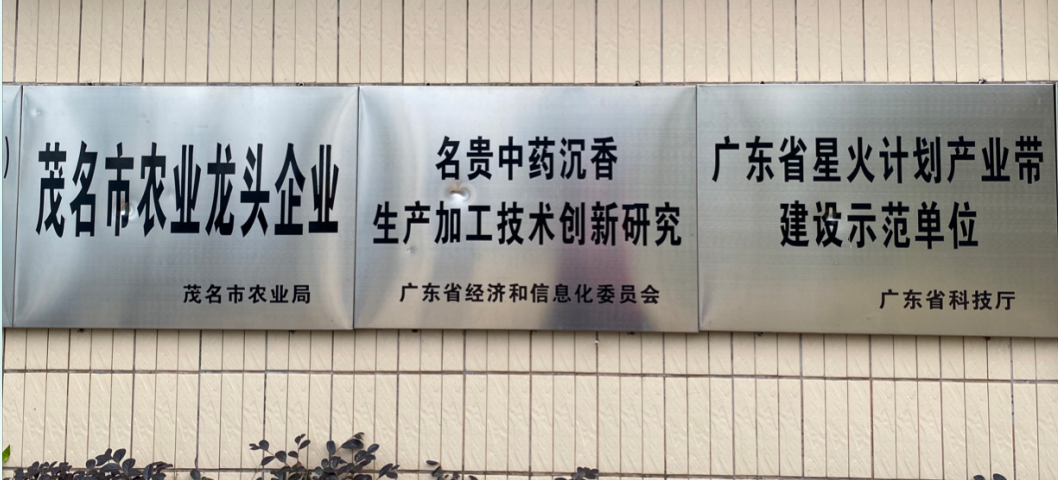 )
茂名市农业龙头企业
茂名市农业局
名贵中药沉香
生产加工技术创新研究
广东省经济和信息化委员会
广东省星火计划产业带
建设示范单位
广东省科技厅